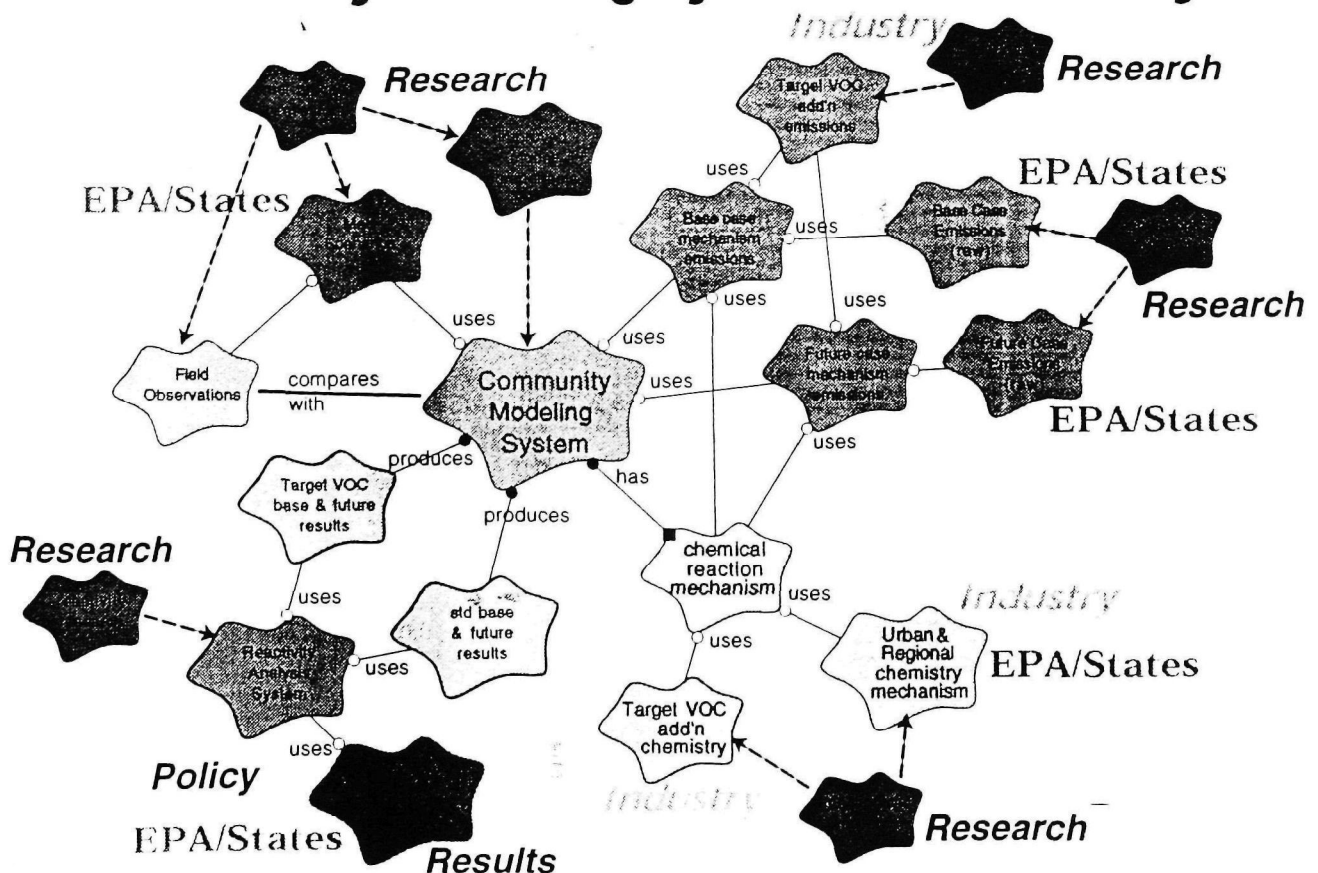 Industry
Research
Research
Target VOC
add'n
emissions
uses
EPA/States
EPA/States
Base case
mechanism
emissions
uses
Base Case
Emissions
(raw)
uses
Research
uses
uses
uses
Field
Observations
compares
with
Community
Modeling
System
uses
Future case
mechanism
emissions
Future Case
Emissions
(raw)
EPA/States
uses
produces
has
Target VOC
base & future
results
produces
Research
chemical
reaction
mechanism
uses
uses
Industry
std base
& future
results
uses
Urban &
Regional
chemistry
mechanism
EPA/States
Reactivity
Analysis
System
uses
Target VOC
add'n
chemistry
uses
Policy
Industry
EPA/States
Results
Research